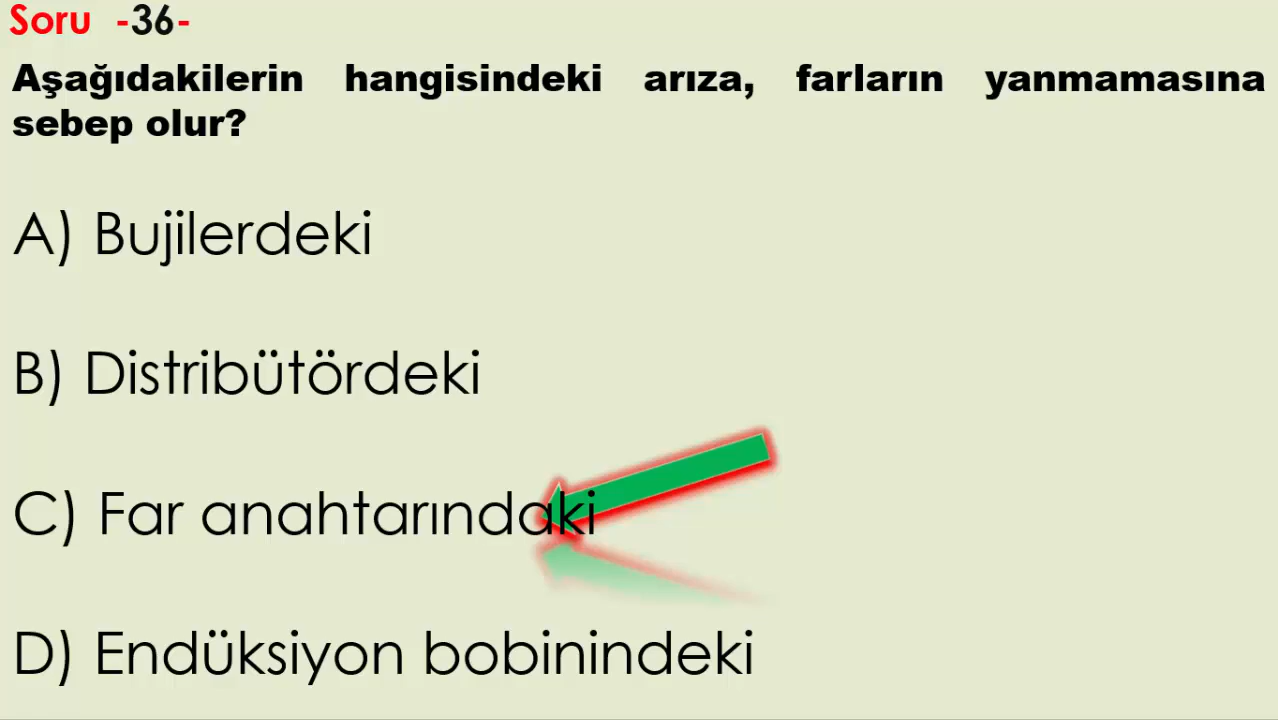 Soru -36-
Aşağıdakilerin hangisindeki arıza, farların yanmamasına
sebep olur?
A) Bujilerdeki
B) Distribütördeki
C) Far anahtarındaki
D) Endüksiyon bobinindeki